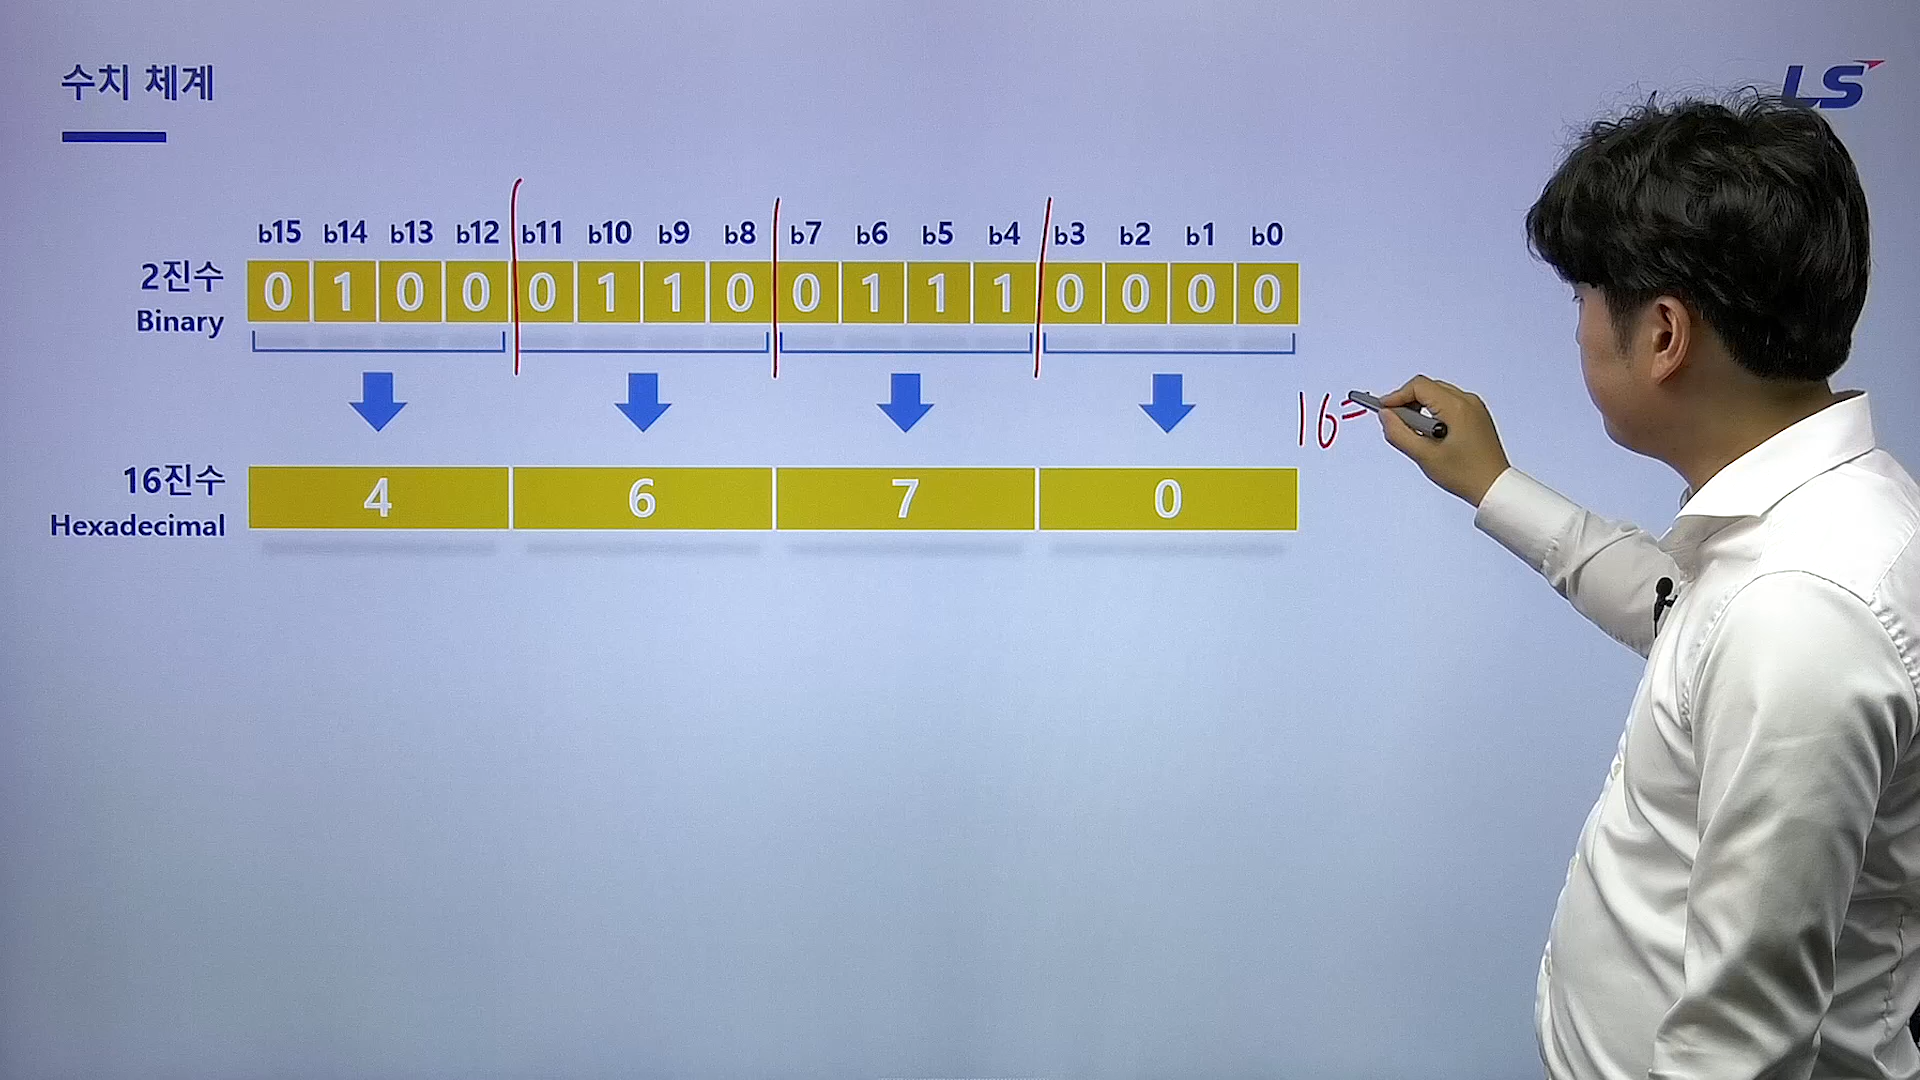 수치 체계
LS
b15 b14 b13 b12 b11 b10 b9 b8 b7 b6 b5 b4 b3 b2 b1 b0
2진수
Binary
0 1 0 0 0 1 1 0 0 1 1 1 0 0 0 0
16=
16진수
Hexadecimal
4 6 7 0